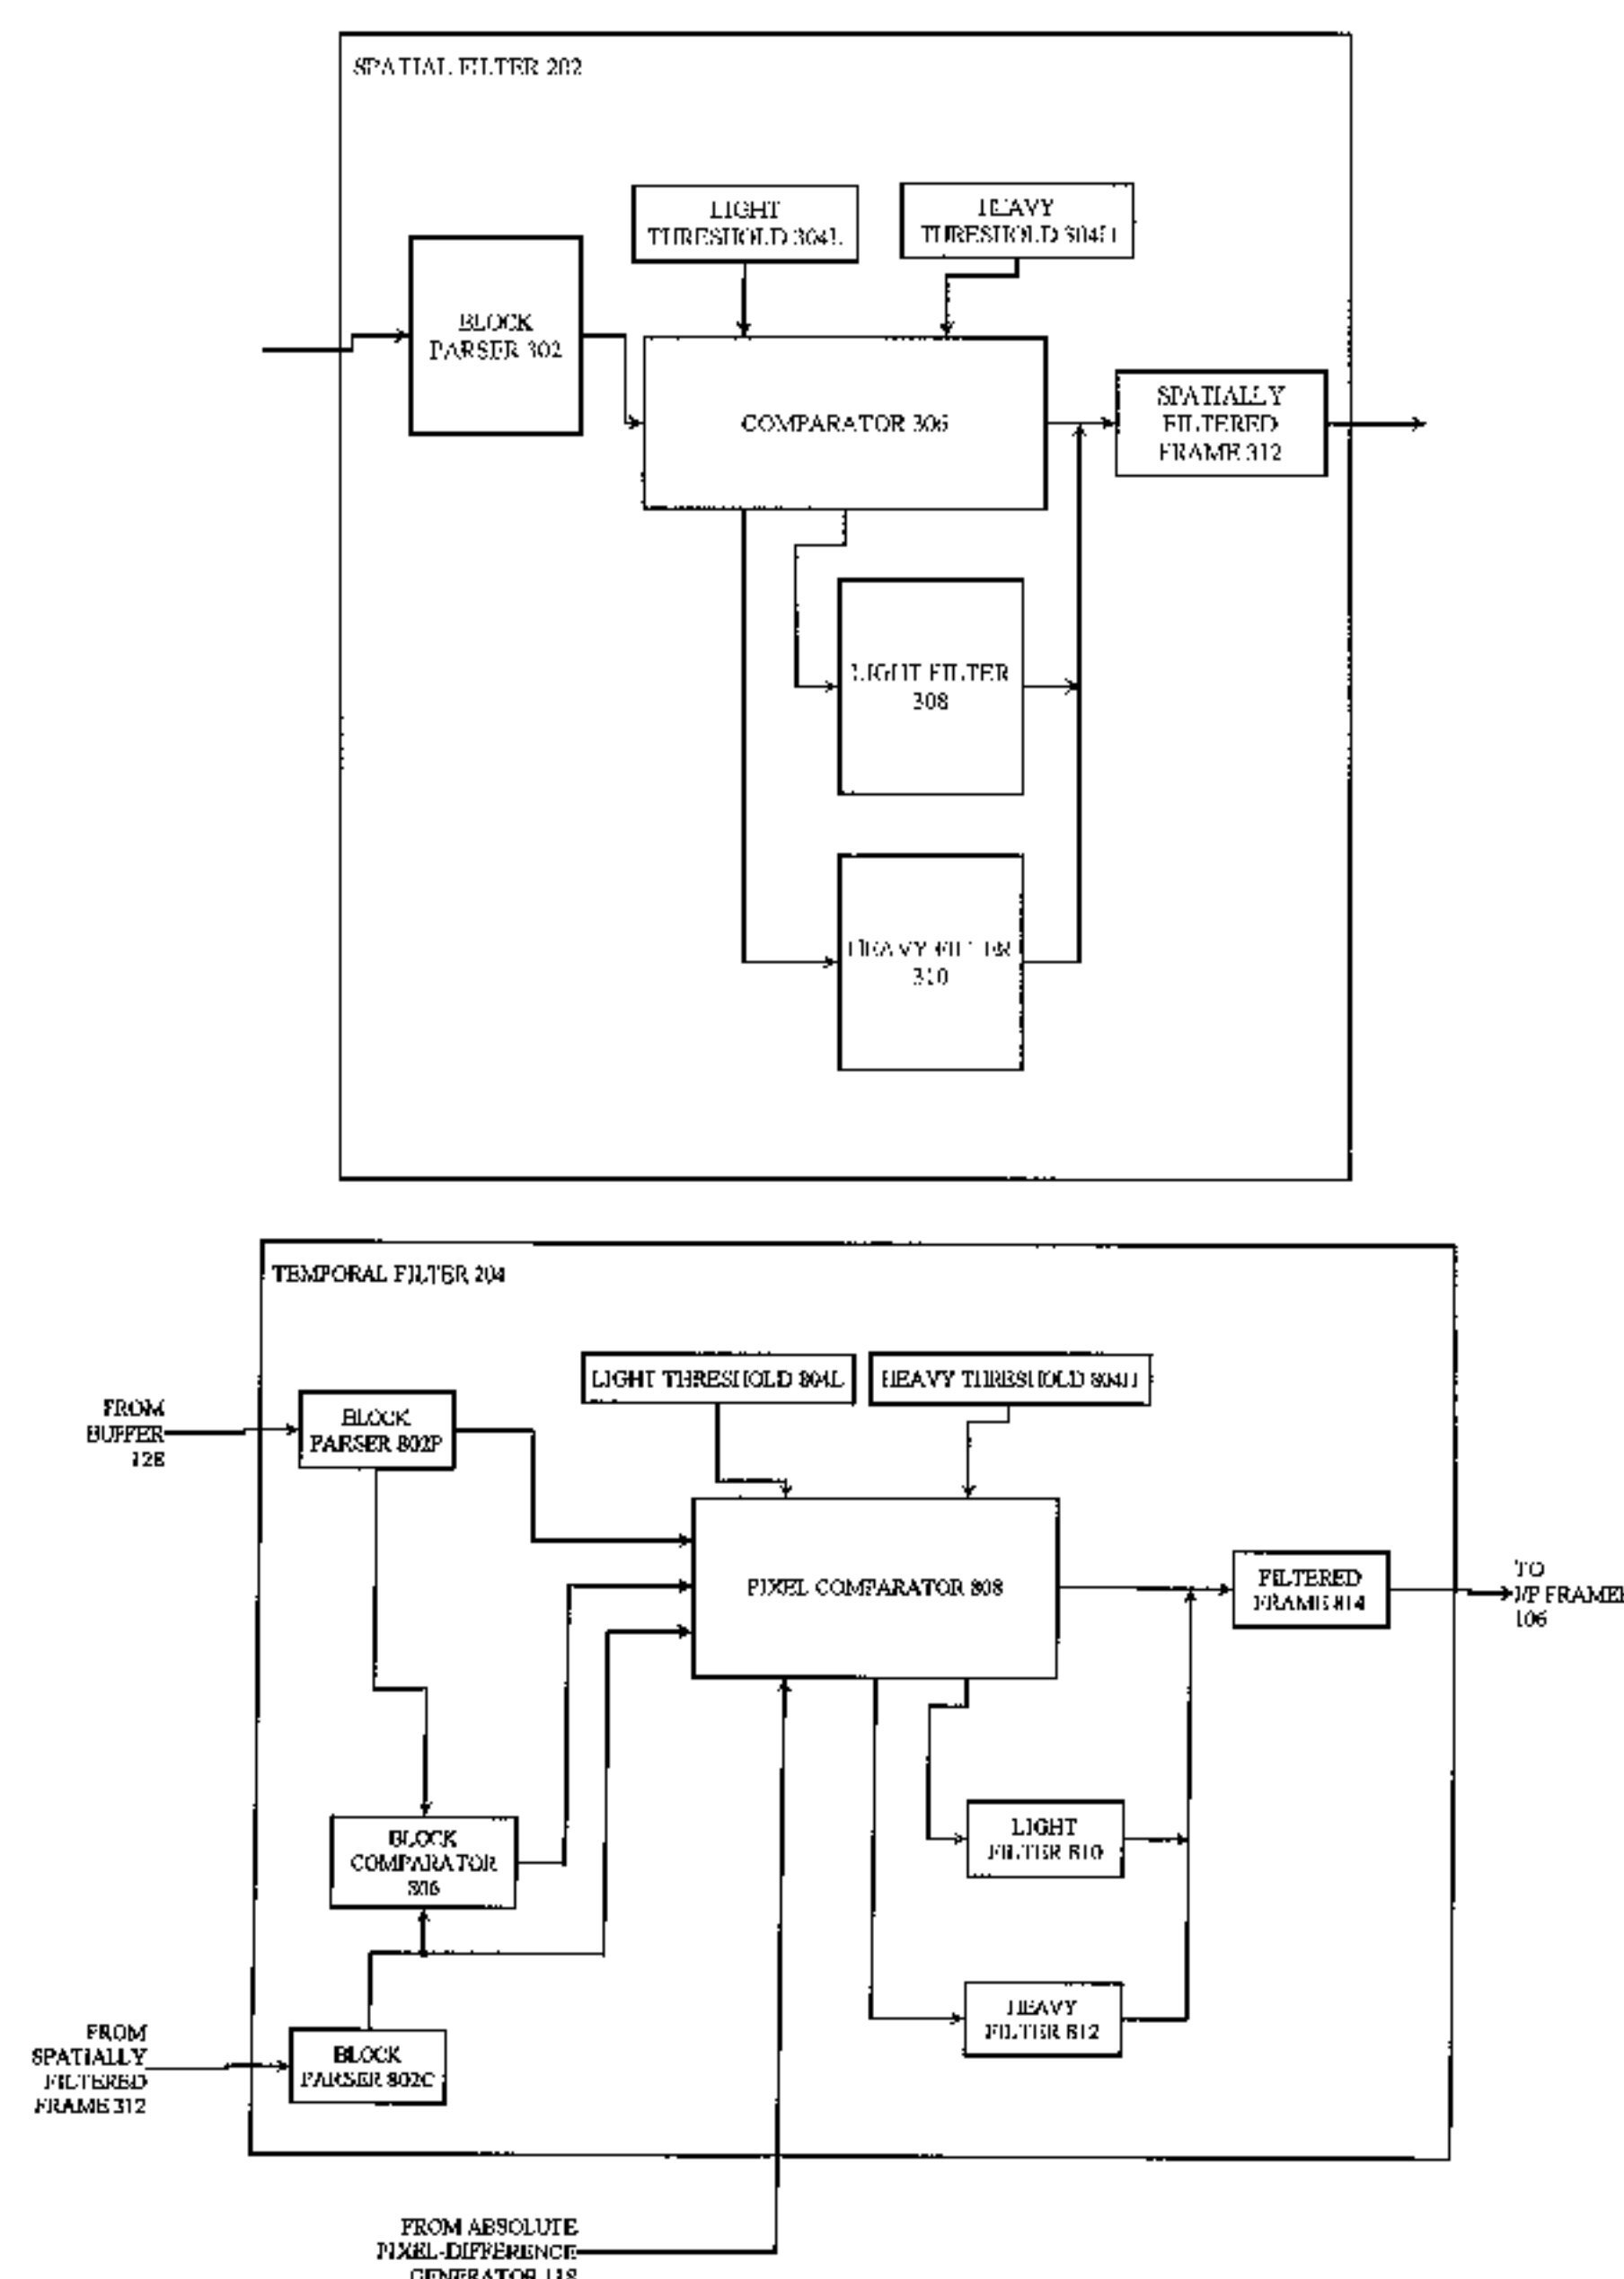 SPATIAL FILTER 202
LIGHT
THRESHOLD 304L
HEAVY
THRESHOLD 304H
BLOCK
PARSER 302
COMPARATOR 306
SPATIALLY
FILTERED
FRAME 312
LIGHT FILTER
308
HEAVY FILTER
310
TEMPORAL FILTER 204
LIGHT THRESHOLD 804L
HEAVY THRESHOLD 804H
FROM
BUFFER
BLOCK
PARSER 802P
PIXEL COMPARATOR 808
FILTERED
FRAME 814
TO
I/P FRAMER
106
BLOCK
COMPARATOR
806
LIGHT
FILTER 810
HEAVY
FILTER 812
FROM
SPATIALLY
FILTERED
FRAME 312
BLOCK
PARSER 802C
FROM ABSOLUTE
PIXEL-DIFFERENCE
GENERATOR 118